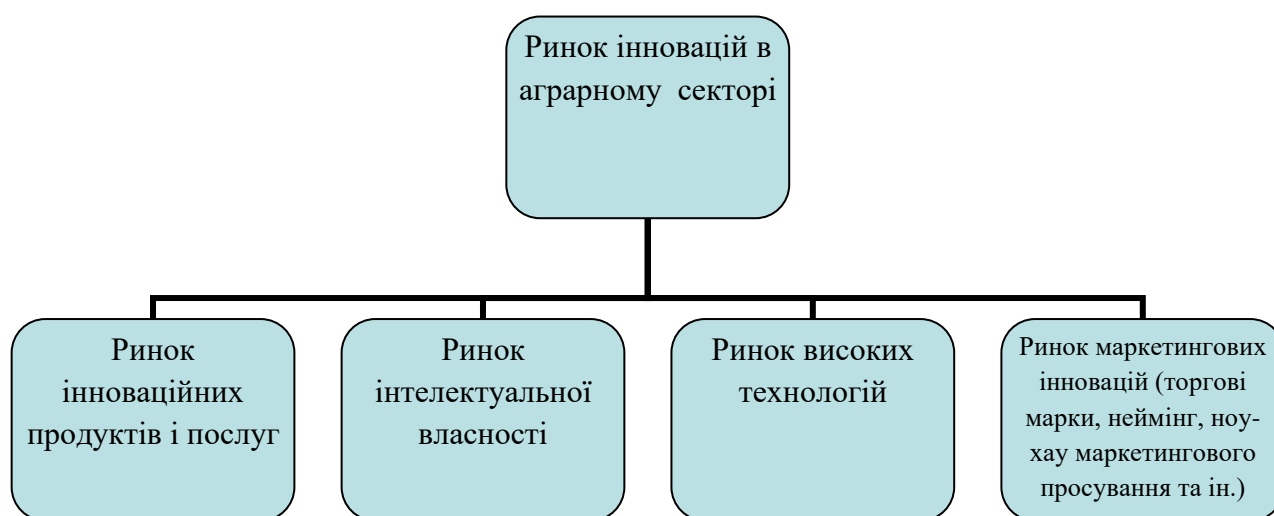 Ринок інновацій в
аграрному секторі
Ринок
інноваційних
продуктів і послуг
Ринок
інтелектуальної
власності
Ринок високих
технологій
Ринок маркетингових
інновацій (торгові
марки, неймінг, ноу-
хау маркетингового
просування та ін.)